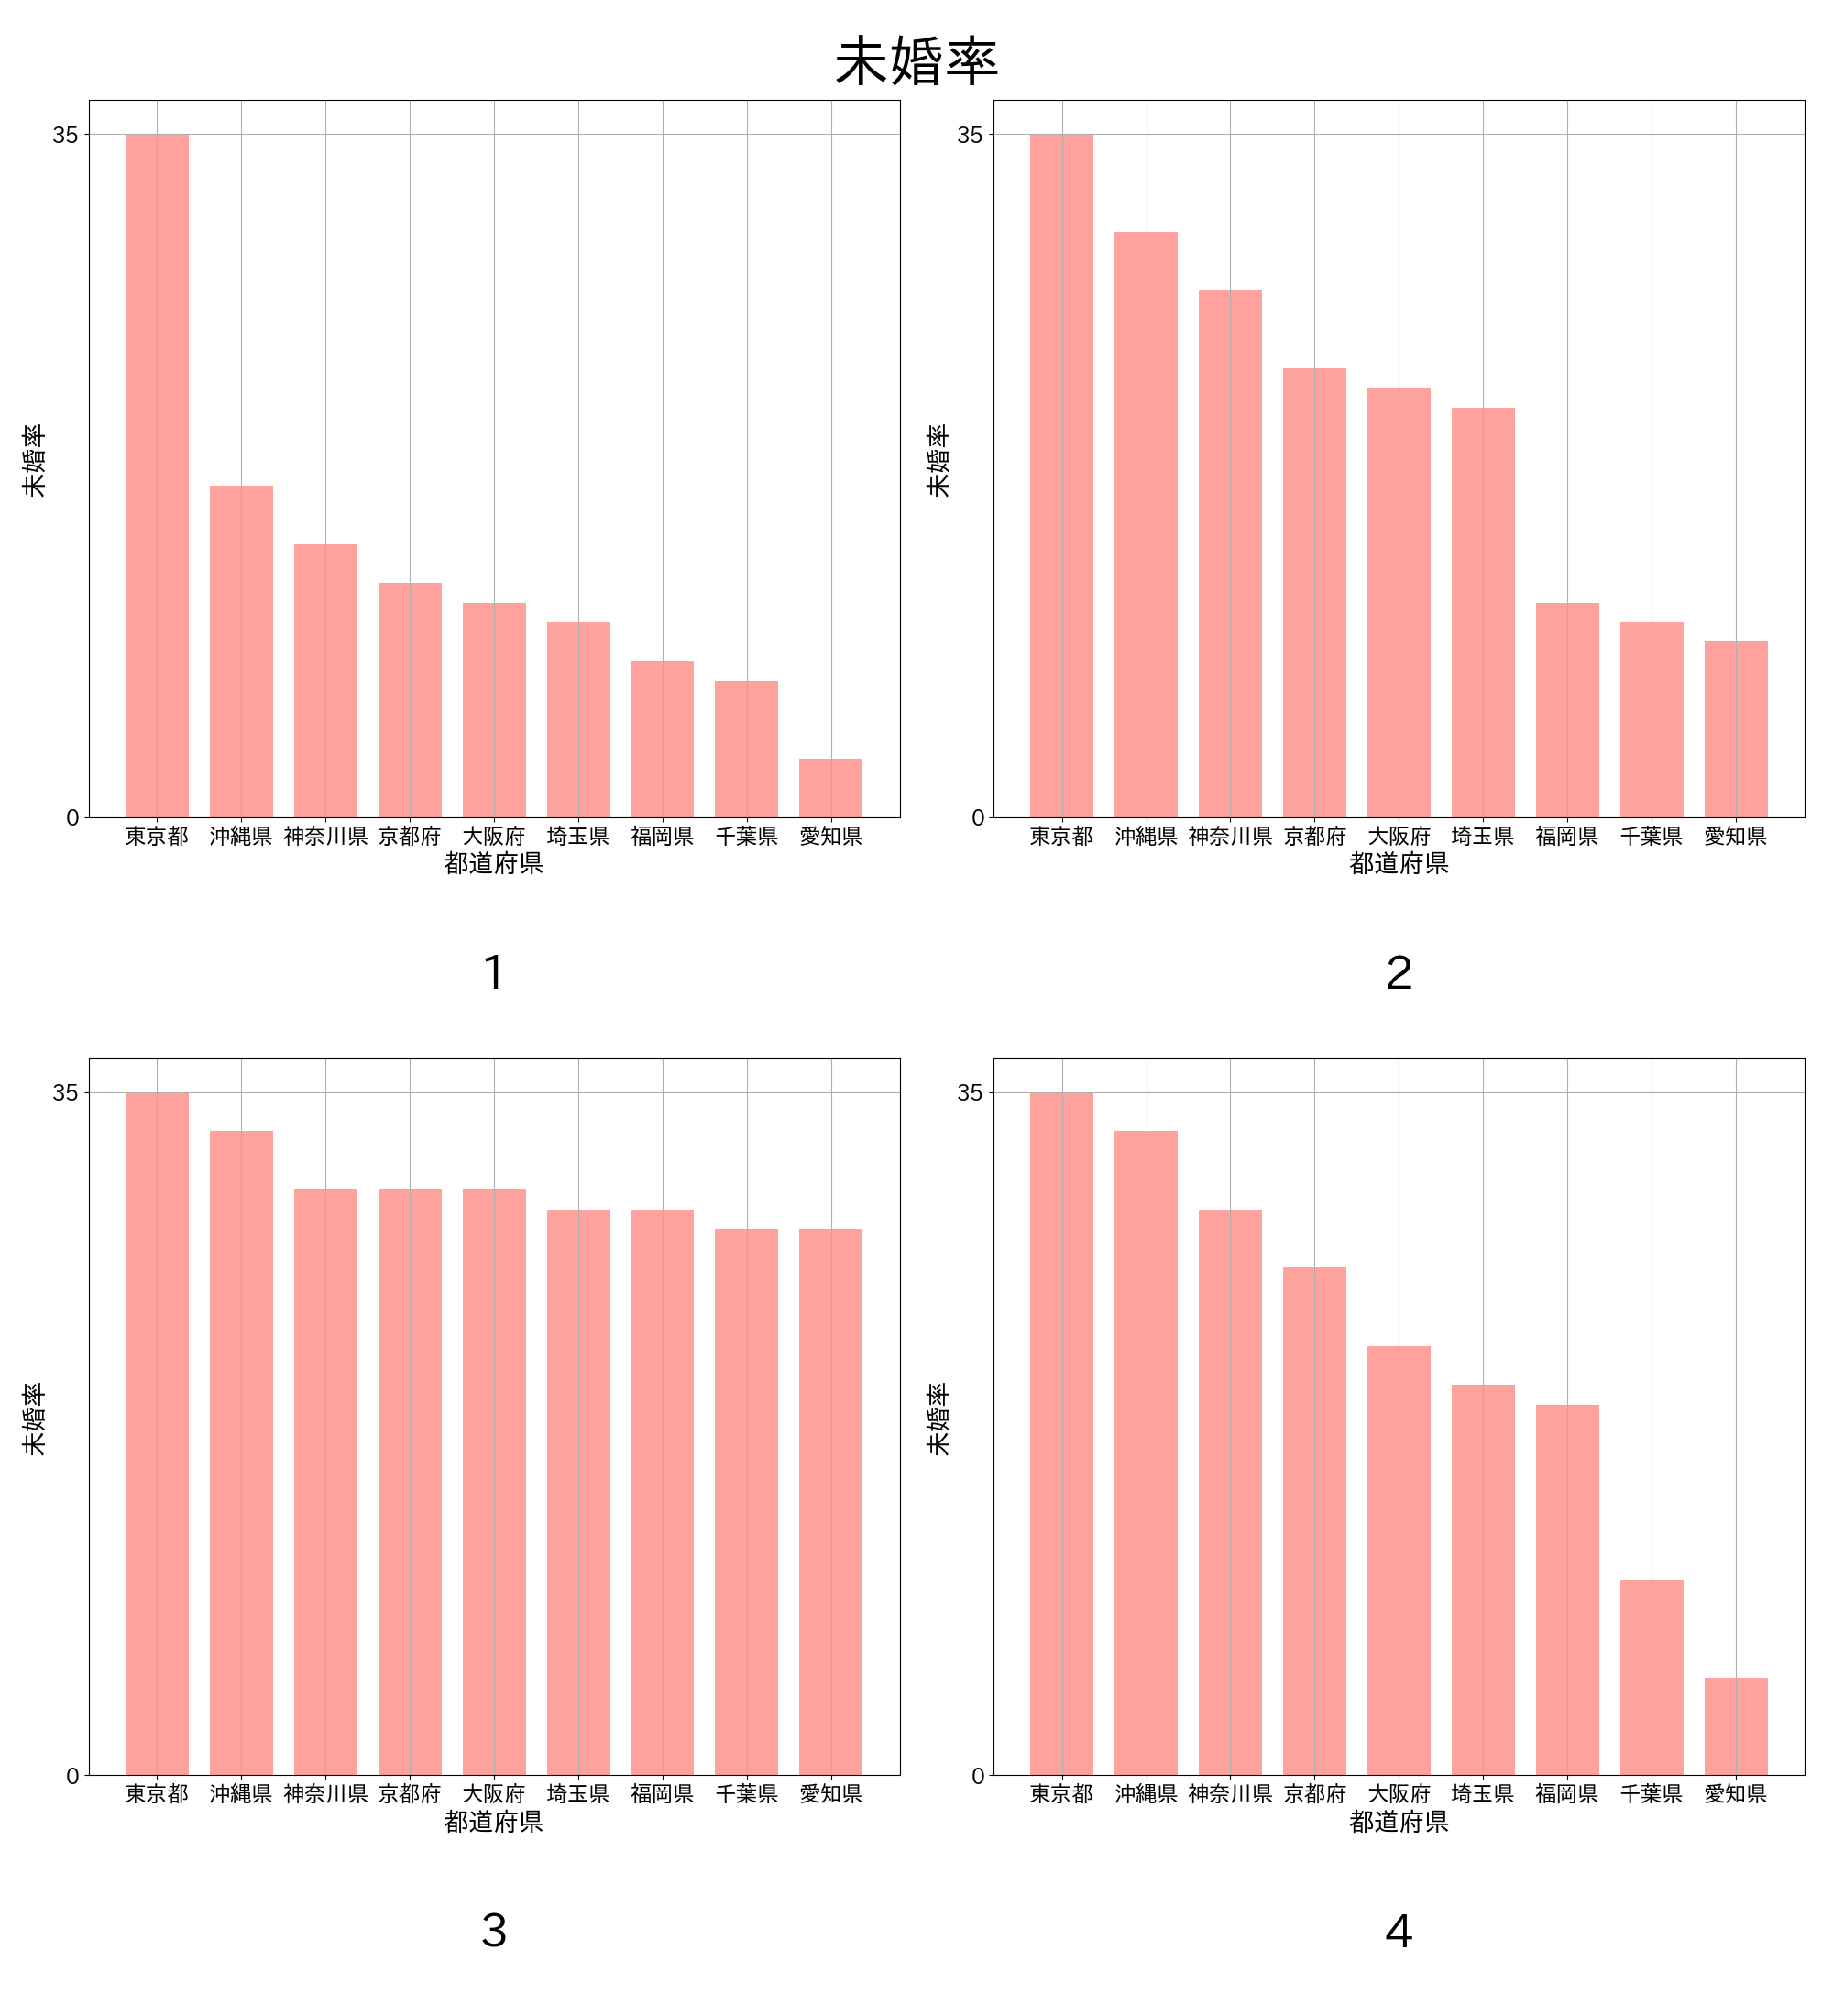 未婚率
35
0
未婚率
東京都 沖縄県 神奈川県 京都府 大阪府 埼玉県 福岡県 千葉県 愛知県
都道府県
1
35
0
未婚率
東京都 沖縄県 神奈川県 京都府 大阪府 埼玉県 福岡県 千葉県 愛知県
都道府県
2
35
0
未婚率
東京都 沖縄県 神奈川県 京都府 大阪府 埼玉県 福岡県 千葉県 愛知県
都道府県
3
35
0
未婚率
東京都 沖縄県 神奈川県 京都府 大阪府 埼玉県 福岡県 千葉県 愛知県
都道府県
4